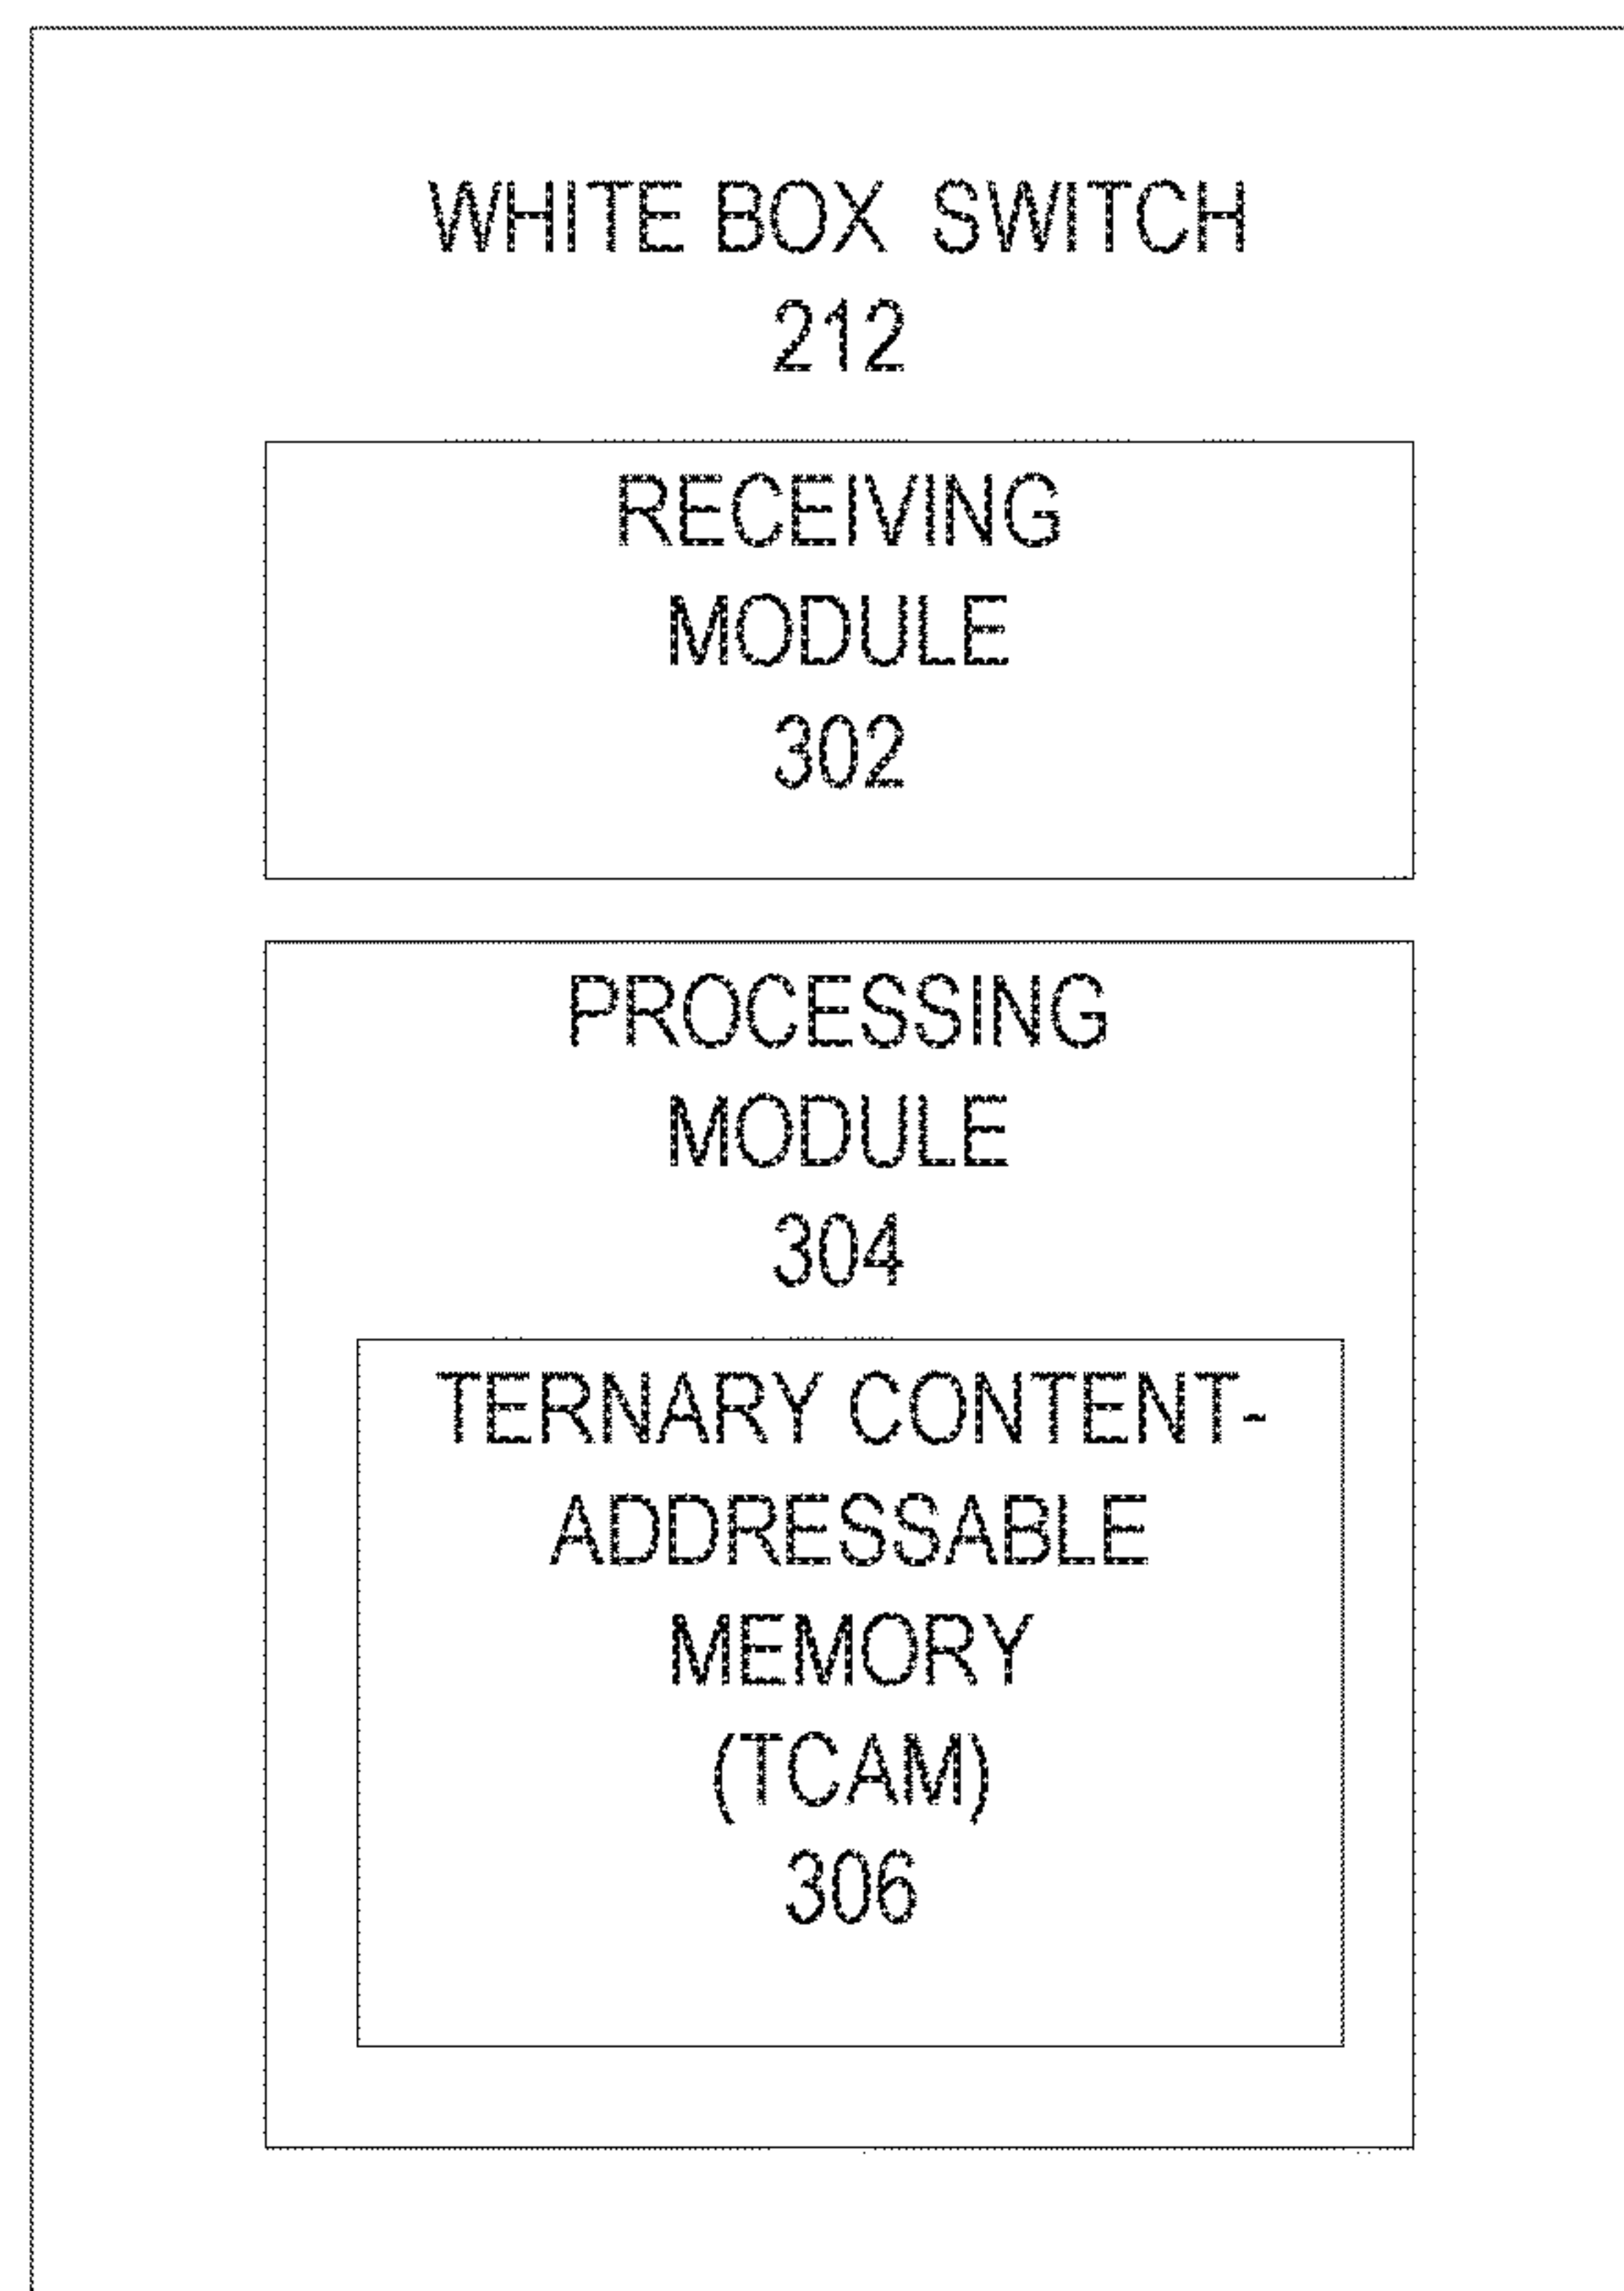 WHITE BOX SWITCH
212
RECEIVING
MODULE
302
PROCESSING
MODULE
304
TERNARY CONTENT-
ADDRESSABLE
MEMORY
(TCAM)
306